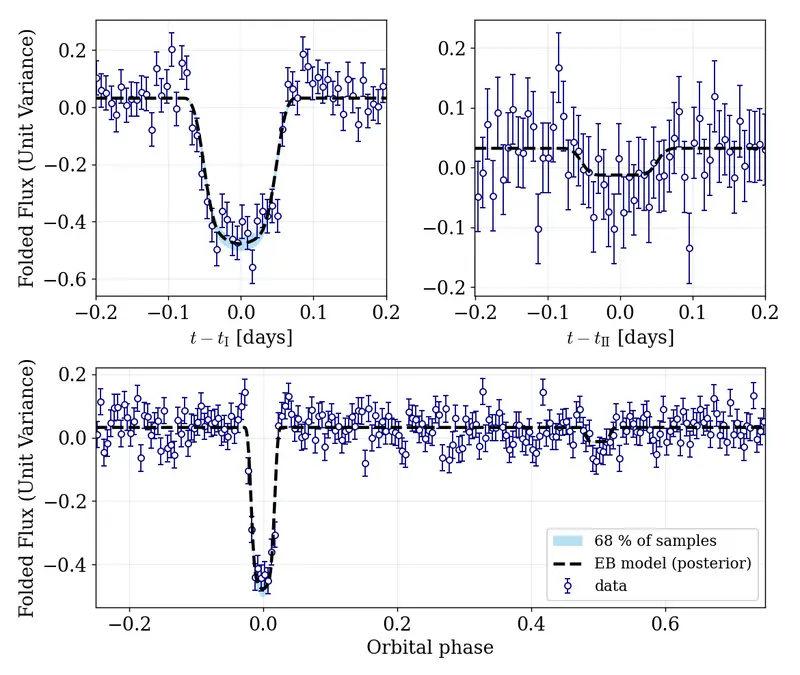 Folded Flux (Unit Variance)
0.2
0.0
−0.2
−0.4
−0.6
−0.2 −0.1 0.0 0.1 0.2
t − tI [days]
0.2
0.1
0.0
−0.1
−0.2
−0.2 −0.1 0.0 0.1 0.2
t − tII [days]
Folded Flux (Unit Variance)
0.2
0.0
−0.2
−0.4
68 % of samples
EB model (posterior)
data
−0.2 0.0 0.2 0.4 0.6
Orbital phase